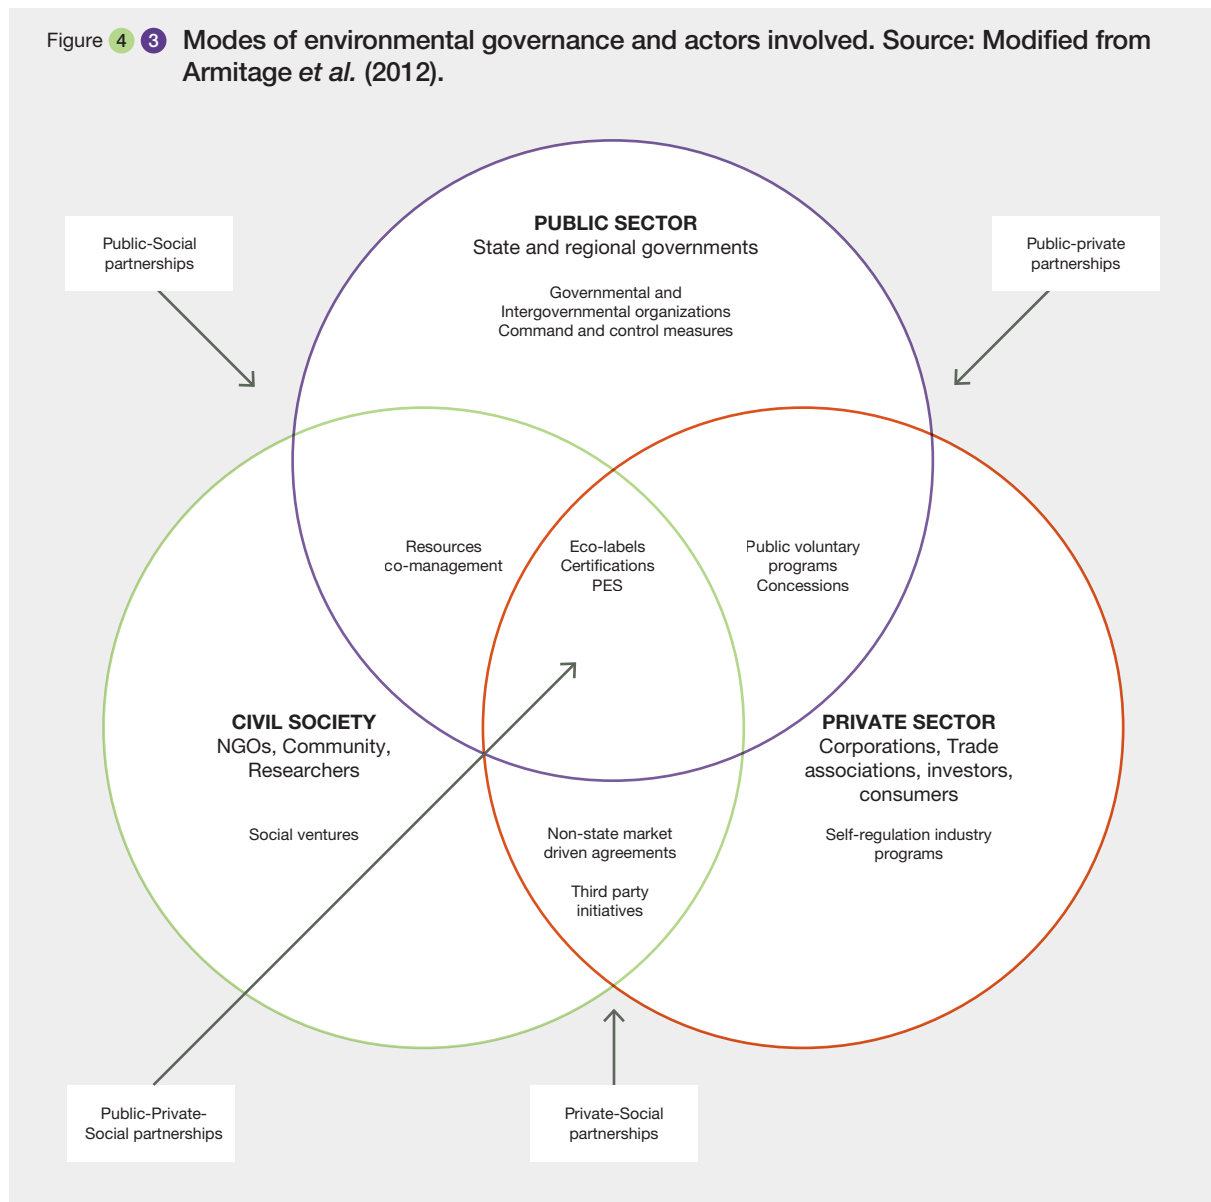 Figure 4 3 Modes of environmental governance and actors involved. Source: Modified from
Armitage et al. (2012).
PUBLIC SECTOR
State and regional governments
Governmental and
Intergovernmental organizations
Command and control measures
Public-Social
partnerships
Public-private
partnerships
Resources
co-management
Eco-labels
Certifications
PES
Public voluntary
programs
Concessions
CIVIL SOCIETY
NGOs, Community,
Researchers
Social ventures
PRIVATE SECTOR
Corporations, Trade
associations, investors,
consumers
Self-regulation industry
programs
Non-state market
driven agreements
Third party
initiatives
Public-Private-
Social partnerships
Private-Social
partnerships